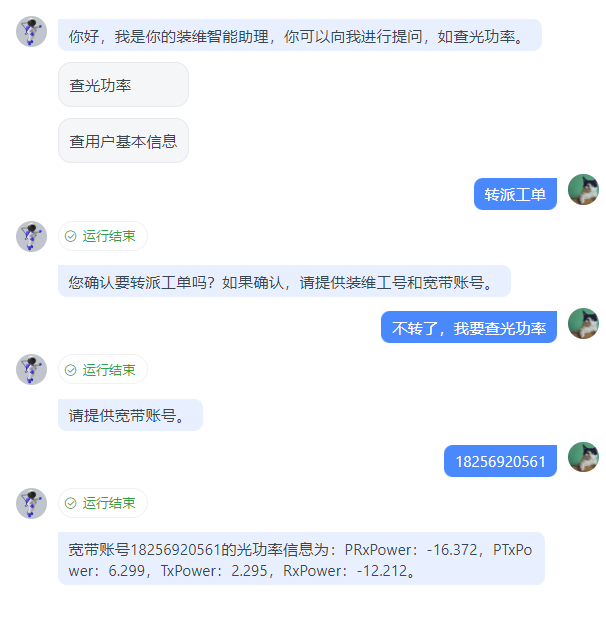 你好，我是你的装维智能助理，你可以向我进行提问，如查光功率。
查光功率
查用户基本信息
转派工单
运行结束
您确认要转派工单吗？如果确认，请提供装维工号和宽带账号。
不转了，我要查光功率
运行结束
请提供宽带账号。
18256920561
运行结束
宽带账号18256920561的光功率信息为：PRxPower：-16.372，PTxPo
wer：6.299，TxPower：2.295，RxPower：-12.212。